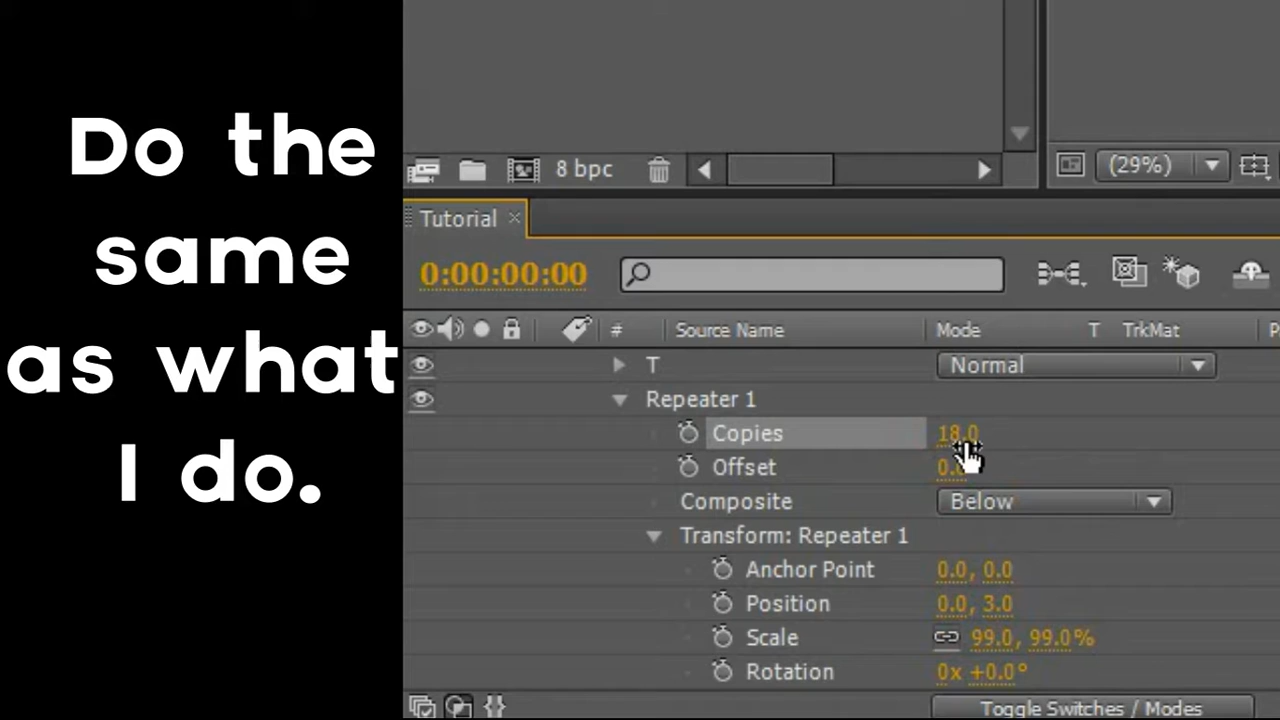 Do the
same
as what
I do.
8 bpc
(29%)
Tutorial
0:00:00:00
# Source Name Mode T TrkMat P
T Normal
Repeater 1
Copies 18.0
Offset
Composite Below
Transform: Repeater 1
Anchor Point 0.0, 0.0
Position 0.0, 3.0
Scale 99.0, 99.0%
Rotation 0x +0.0°
Toggle Switches / Modes